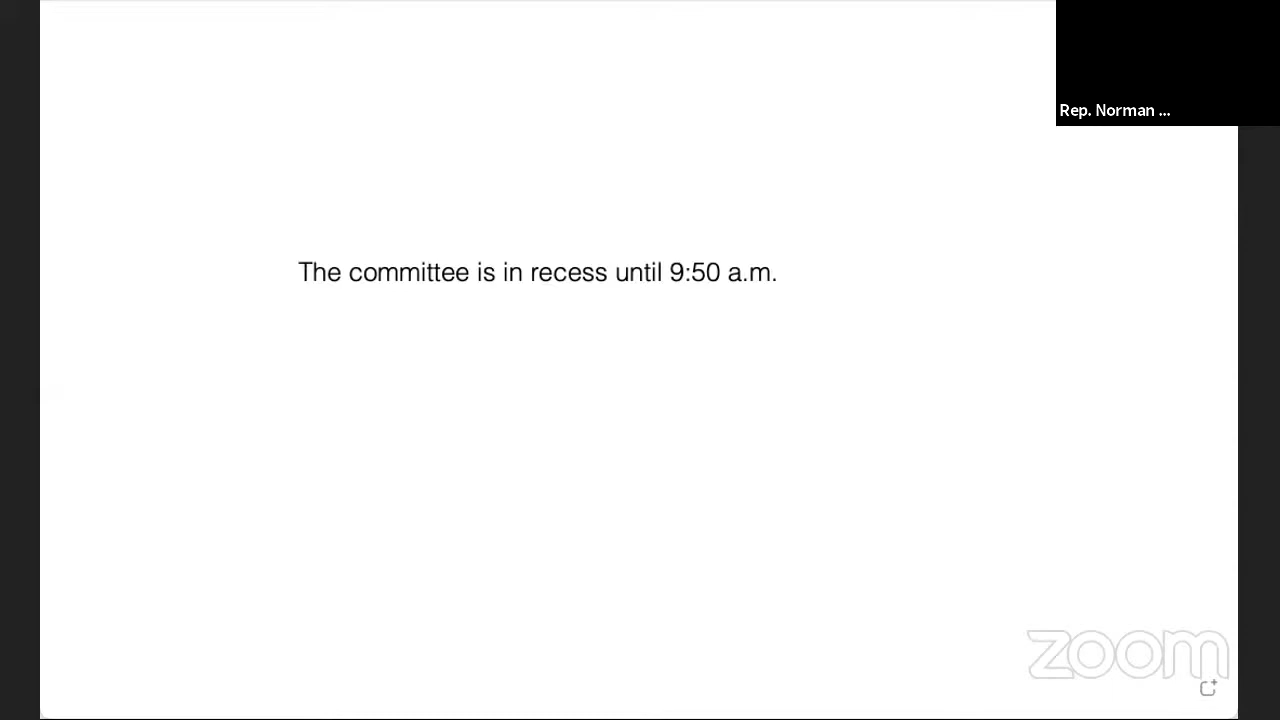 Rep. Norman ...
The committee is in recess until 9:50 a.m.
zoom